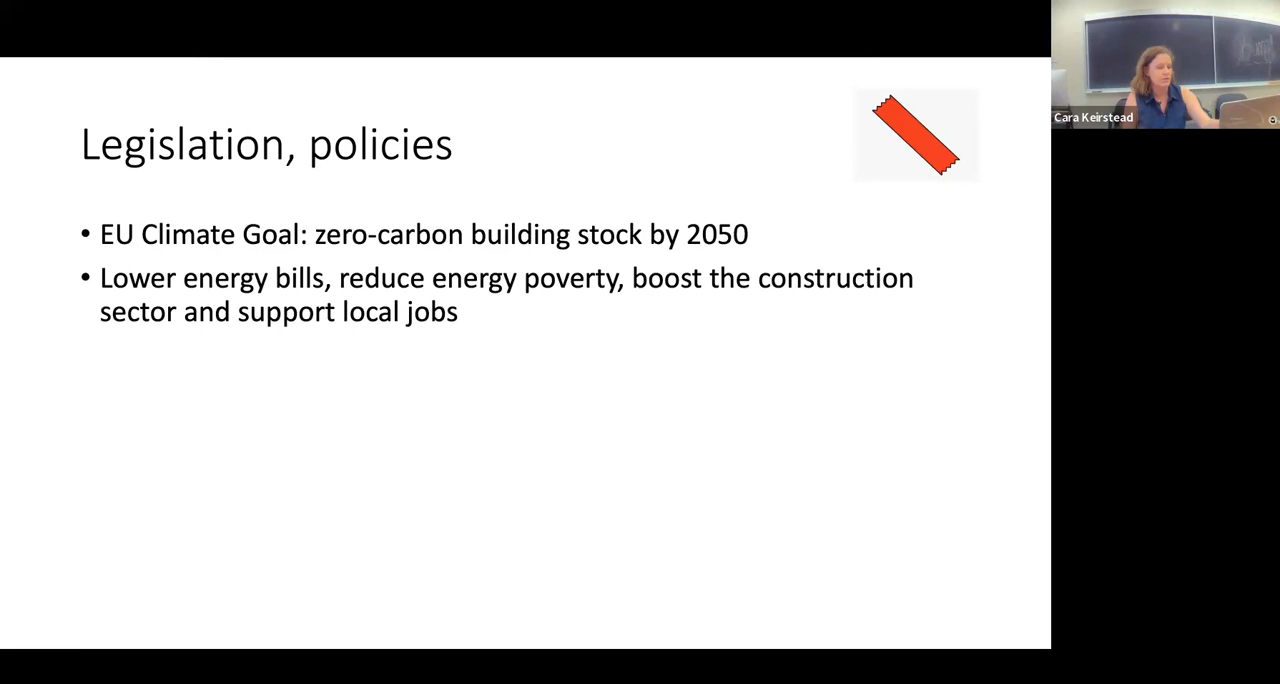 Legislation, policies
• EU Climate Goal: zero-carbon building stock by 2050
• Lower energy bills, reduce energy poverty, boost the construction
sector and support local jobs
Cara Keirstead